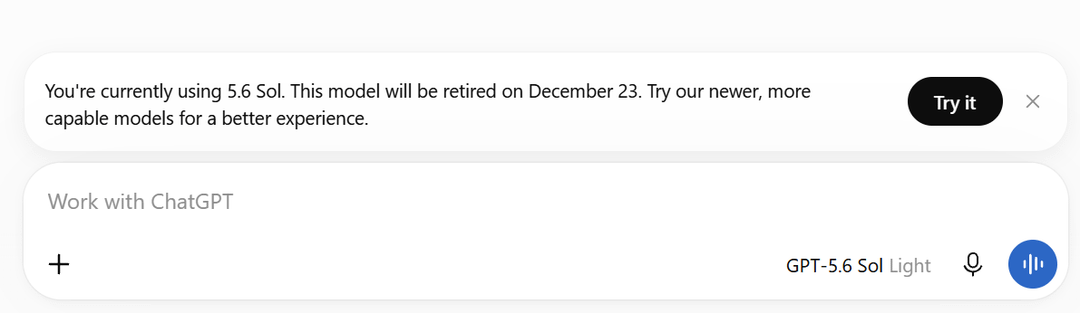 You're currently using 5.6 Sol. This model will be retired on December 23. Try our newer, more
capable models for a better experience.
Try it
Work with ChatGPT
GPT-5.6 Sol Light